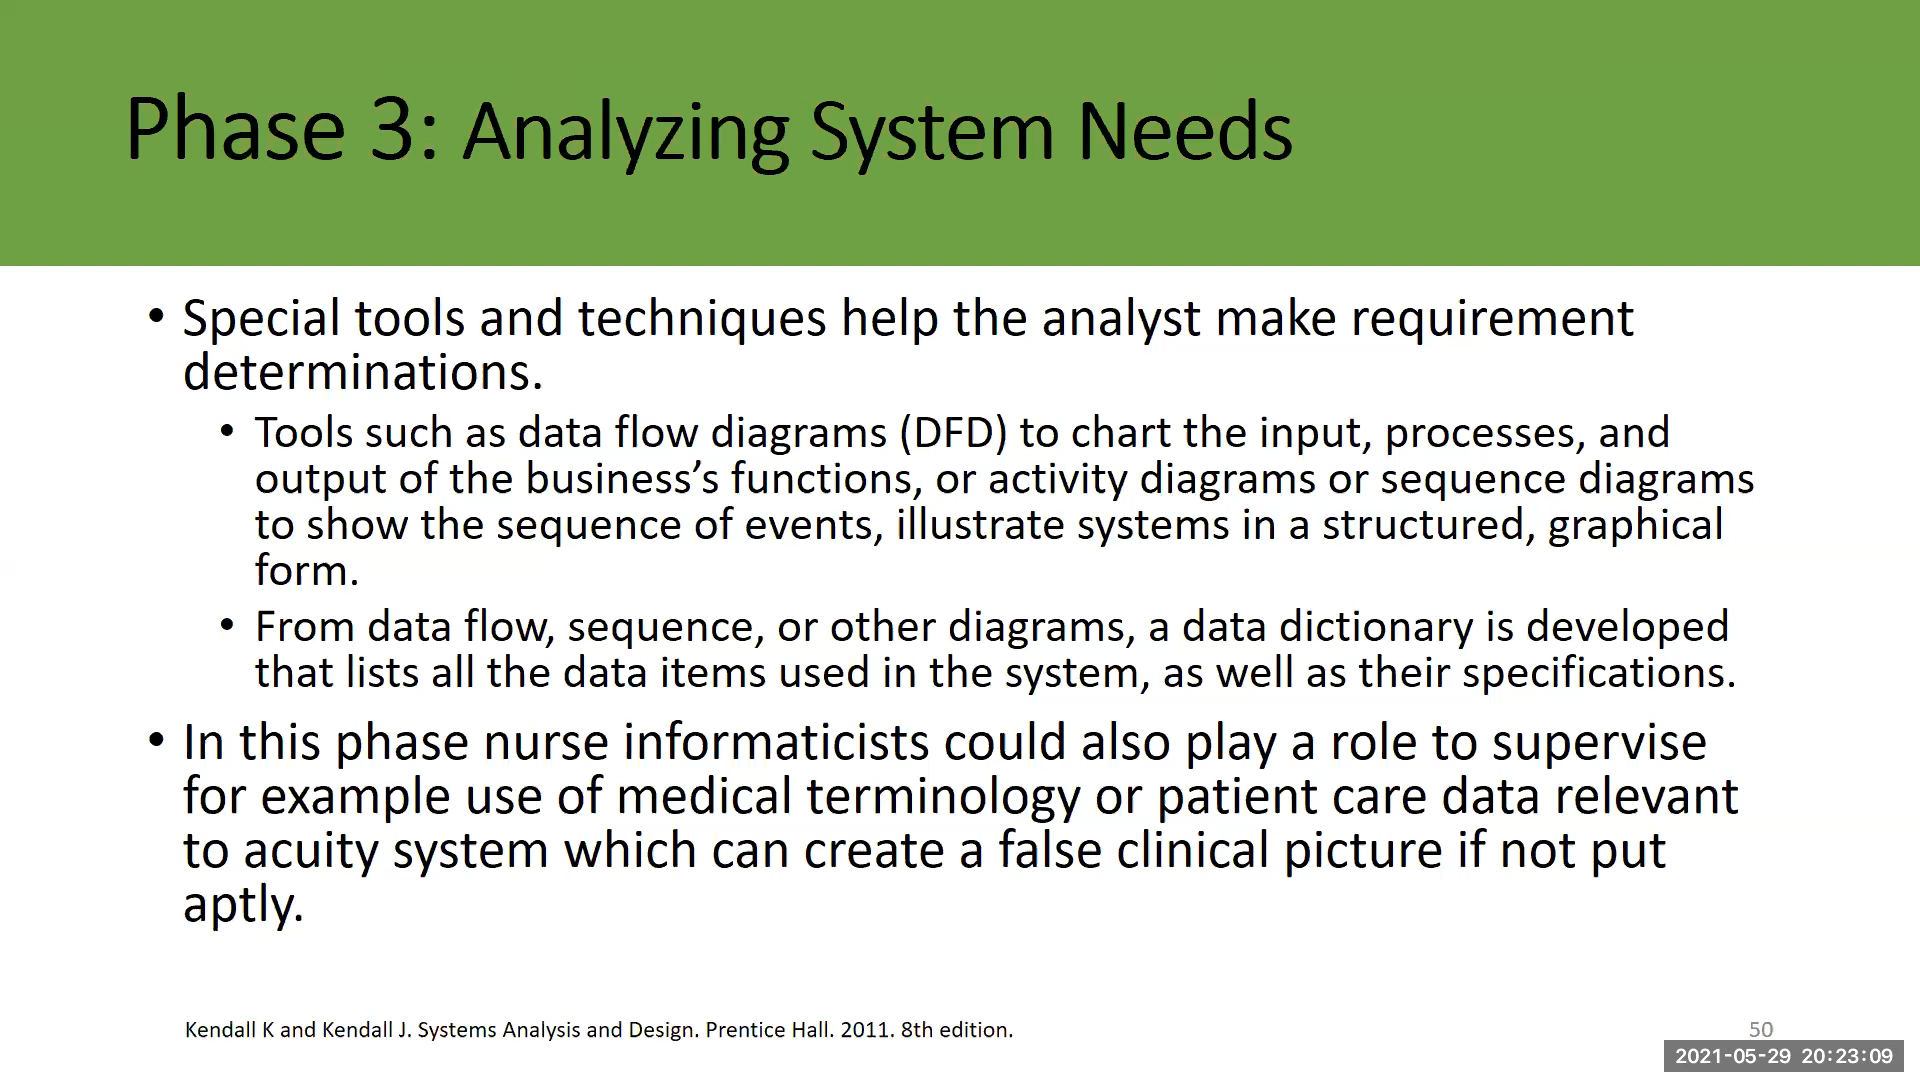 Phase 3: Analyzing System Needs
• Special tools and techniques help the analyst make requirement
determinations.
• Tools such as data flow diagrams (DFD) to chart the input, processes, and
output of the business’s functions, or activity diagrams or sequence diagrams
to show the sequence of events, illustrate systems in a structured, graphical
form.
• From data flow, sequence, or other diagrams, a data dictionary is developed
that lists all the data items used in the system, as well as their specifications.
• In this phase nurse informaticists could also play a role to supervise
for example use of medical terminology or patient care data relevant
to acuity system which can create a false clinical picture if not put
aptly.
Kendall K and Kendall J. Systems Analysis and Design. Prentice Hall. 2011. 8th edition.
50
2021-05-29 20:23:09